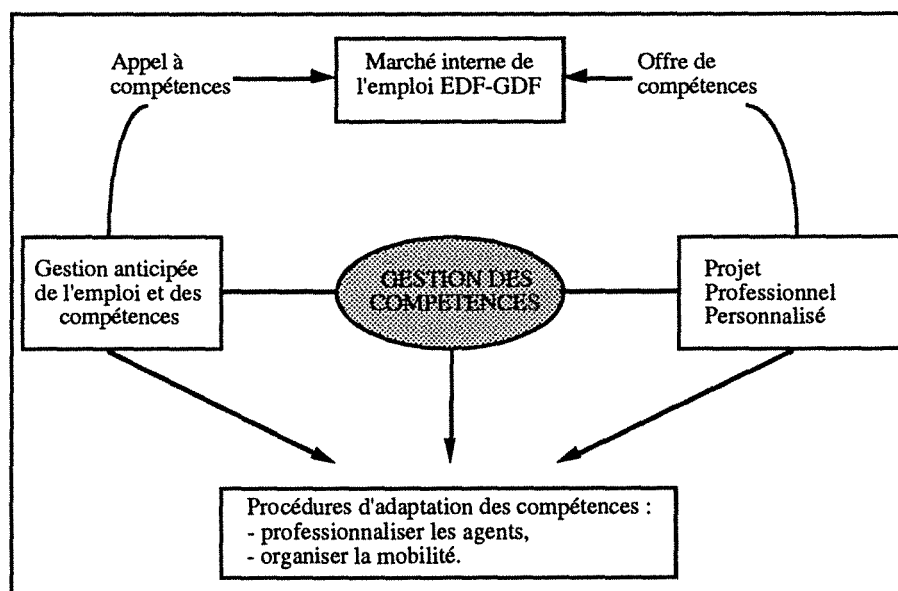 Appel à
compétences
Marché interne de
l'emploi EDF-GDF
Offre de
compétences
Gestion anticipée
de l'emploi et des
compétences
GESTION DES
COMPETENCES
Projet
Professionnel
Personnalisé
Procédures d'adaptation des compétences :
- professionnaliser les agents,
- organiser la mobilité.